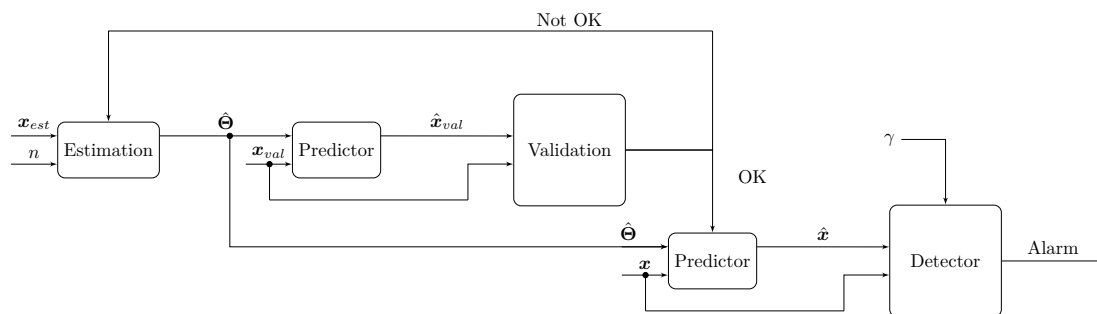 Not OK
x_est
n
Estimation
Θ̂
x_val
Predictor
x̂_val
Validation
OK
γ
Θ̂
x
Predictor
x̂
Detector
Alarm